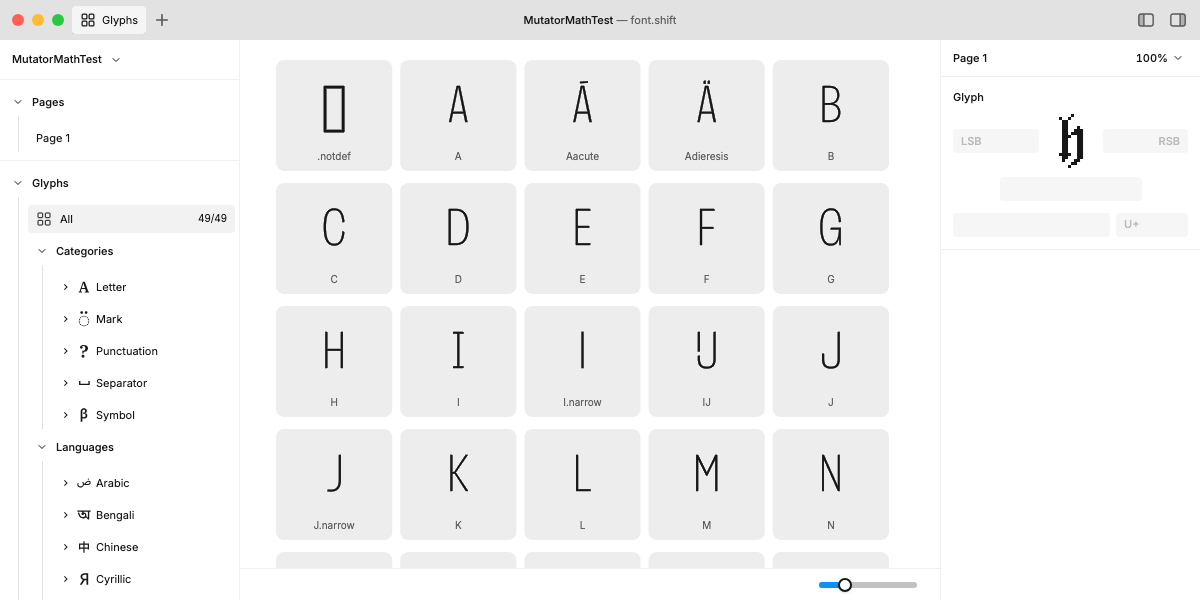 Glyphs
MutatorMathTest — font.shift
MutatorMathTest
Pages
Page 1
Glyphs
All 49/49
Categories
A Letter
Mark
? Punctuation
Separator
β Symbol
Languages
ض Arabic
অ Bengali
中 Chinese
Я Cyrillic
A Ā Ä B
.notdef A Aacute Adieresis B
C D E F G
C D E F G
H I I IJ J
H I I.narrow IJ J
J K L M N
J.narrow K L M N
Page 1 100%
Glyph
LSB ɧ RSB
U+